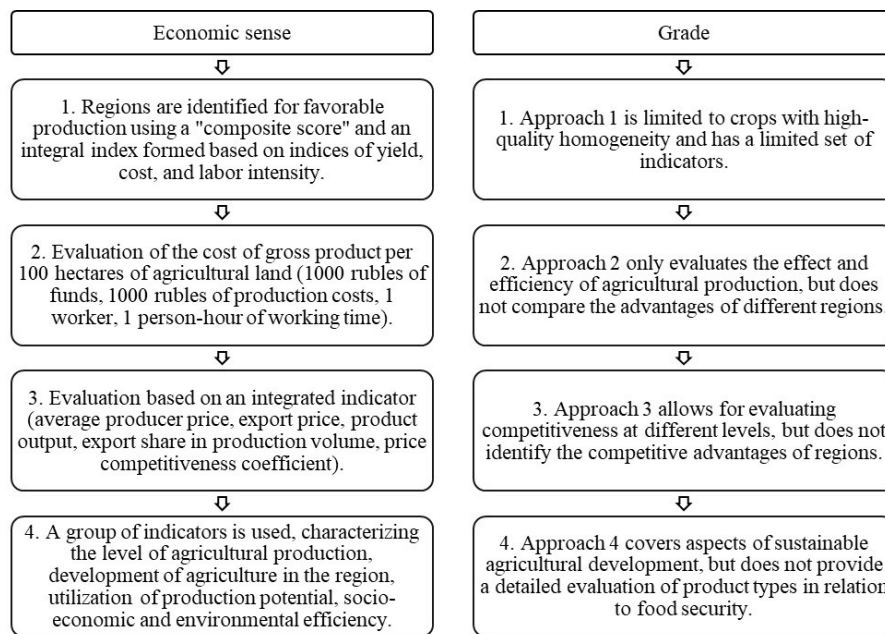 Economic sense
1. Regions are identified for favorable
production using a "composite score" and an
integral index formed based on indices of yield,
cost, and labor intensity.
2. Evaluation of the cost of gross product per
100 hectares of agricultural land (1000 rubles of
funds, 1000 rubles of production costs, 1
worker, 1 person-hour of working time).
3. Evaluation based on an integrated indicator
(average producer price, export price, product
output, export share in production volume, price
competitiveness coefficient).
4. A group of indicators is used, characterizing
the level of agricultural production,
development of agriculture in the region,
utilization of production potential, socio-
economic and environmental efficiency.
Grade
1. Approach 1 is limited to crops with high-
quality homogeneity and has a limited set of
indicators.
2. Approach 2 only evaluates the effect and
efficiency of agricultural production, but does
not compare the advantages of different regions.
3. Approach 3 allows for evaluating
competitiveness at different levels, but does not
identify the competitive advantages of regions.
4. Approach 4 covers aspects of sustainable
agricultural development, but does not provide
a detailed evaluation of product types in relation
to food security.